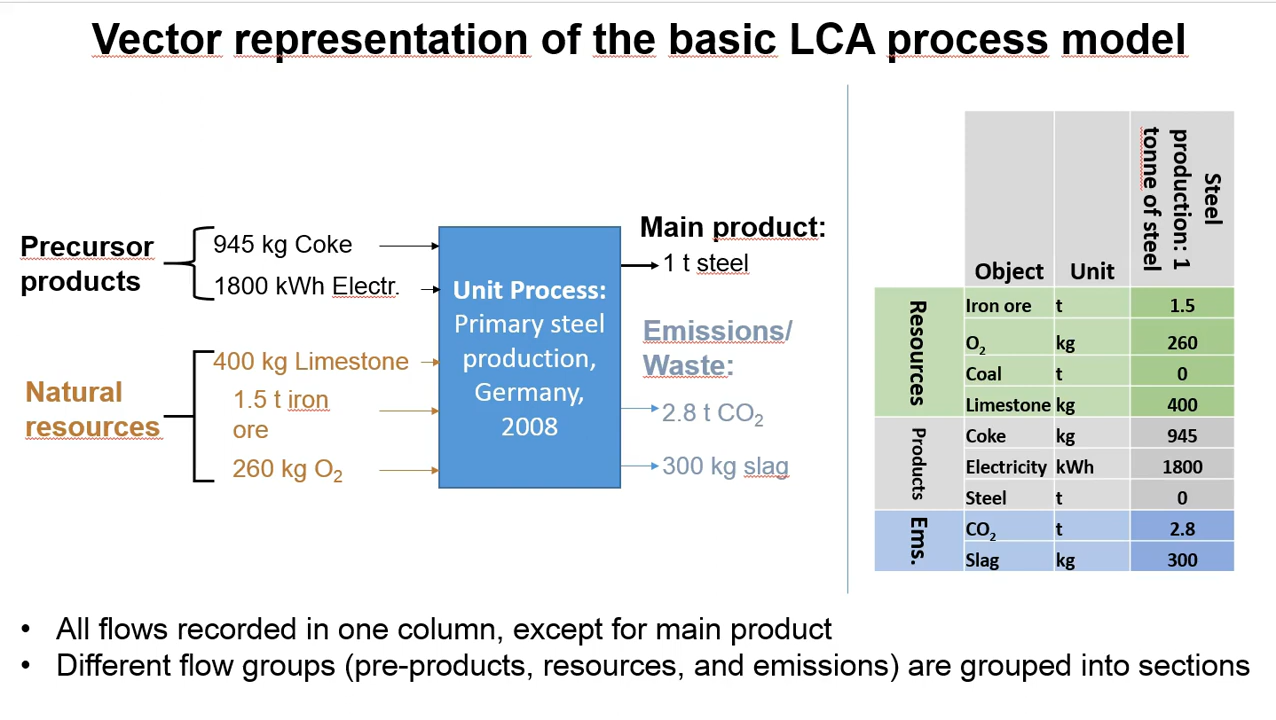 Vector representation of the basic LCA process model
Precursor
products
945 kg Coke
1800 kWh Electr.
Natural
resources
400 kg Limestone
1.5 t iron
ore
260 kg O₂
Unit Process:
Primary steel
production,
Germany,
2008
Main product:
1 t steel
Emissions/
Waste:
2.8 t CO₂
300 kg slag
Object Unit
Steel
production: 1
tonne of steel
Resources
Iron ore t 1.5
O₂ kg 260
Coal t 0
Limestone kg 400
Products
Coke kg 945
Electricity kWh 1800
Steel t 0
Ems.
CO₂ t 2.8
Slag kg 300
• All flows recorded in one column, except for main product
• Different flow groups (pre-products, resources, and emissions) are grouped into sections